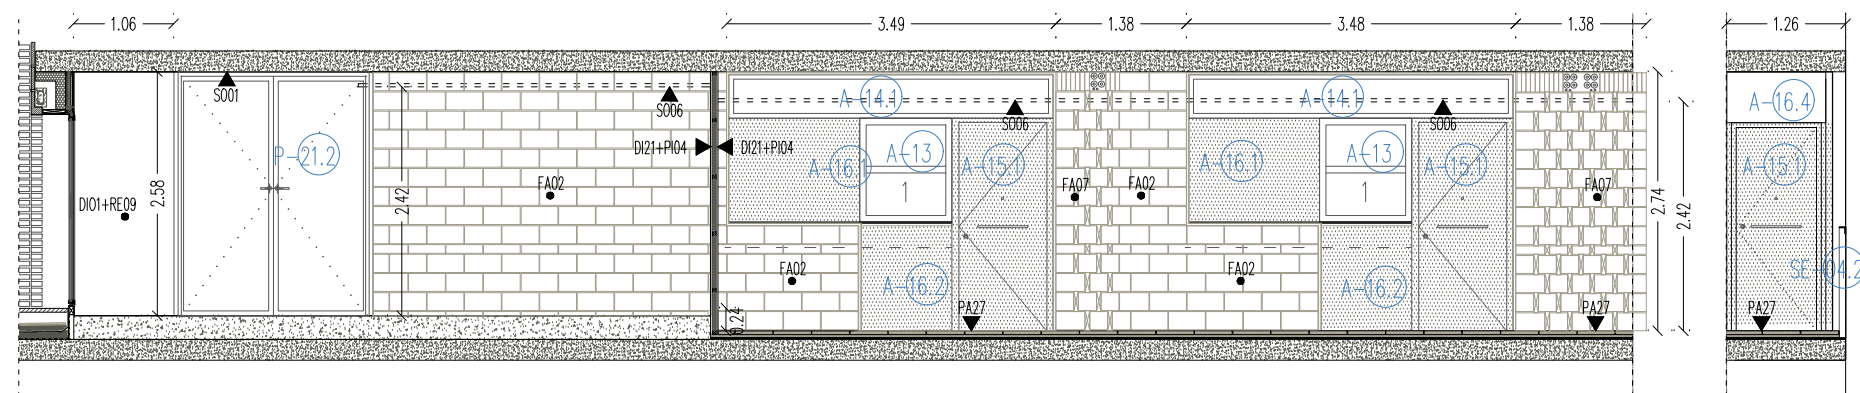 1.06
3.49
1.38
3.48
1.38
1.26
S001
S006
A-14.1
S006
A-14.1
S006
A-16.4
P-21.2
DI21+PI04
DI21+PI04
A-16.1
A-13
A-15.1
A-16.1
A-13
A-15.1
A-15.1
DI01+RE09
2.58
2.42
FA02
FA07
FA02
1
1
FA07
2.74
2.42
FA02
A-16.2
FA02
A-16.2
SE-04.2
0.24
PA27
PA27
PA27